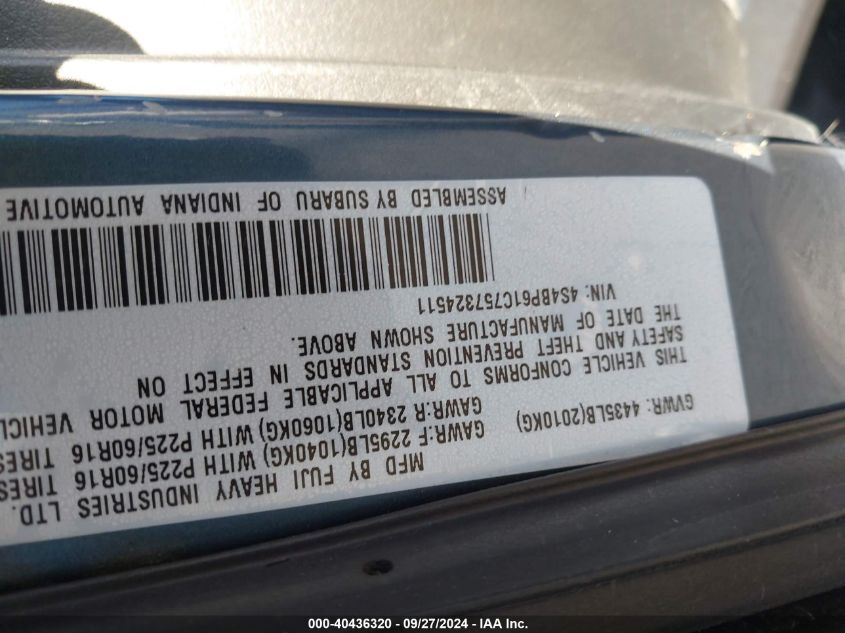 MFD BY FUJI HEAVY INDUSTRIES LTD.
GVWR: 4435LB(2010KG) GAWR:F 2295LB(1040KG) WITH P225/60R16 TIRES
GAWR:R 2340LB(1060KG) WITH P225/60R16 TIRES
THIS VEHICLE CONFORMS TO ALL APPLICABLE FEDERAL MOTOR
SAFETY AND THEFT PREVENTION STANDARDS IN EFFECT ON
THE DATE OF MANUFACTURE SHOWN ABOVE.
VIN: 4S4BP61C757324511
ASSEMBLED BY SUBARU OF INDIANA AUTOMOTIVE
000-40436320 - 09/27/2024 - IAA Inc.